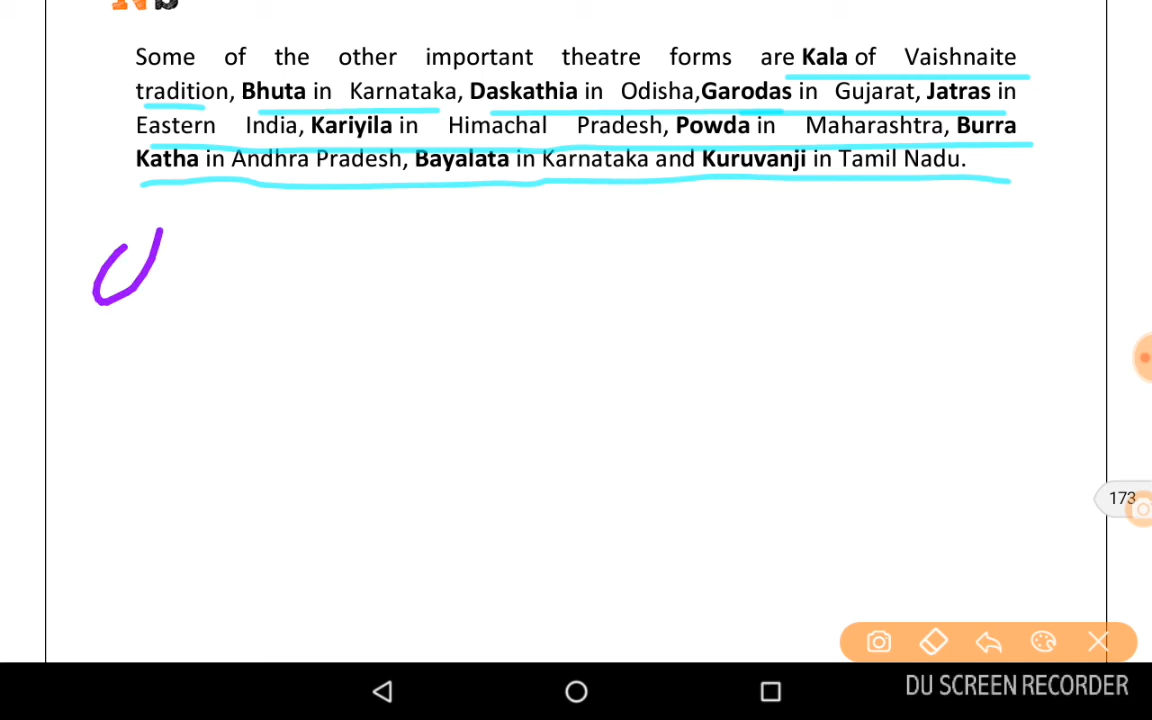 Some of the other important theatre forms are Kala of Vaishnaite
tradition, Bhuta in Karnataka, Daskathia in Odisha,Garodas in Gujarat, Jatras in
Eastern India, Kariyila in Himachal Pradesh, Powda in Maharashtra, Burra
Katha in Andhra Pradesh, Bayalata in Karnataka and Kuruvanji in Tamil Nadu.
173
DU SCREEN RECORDER